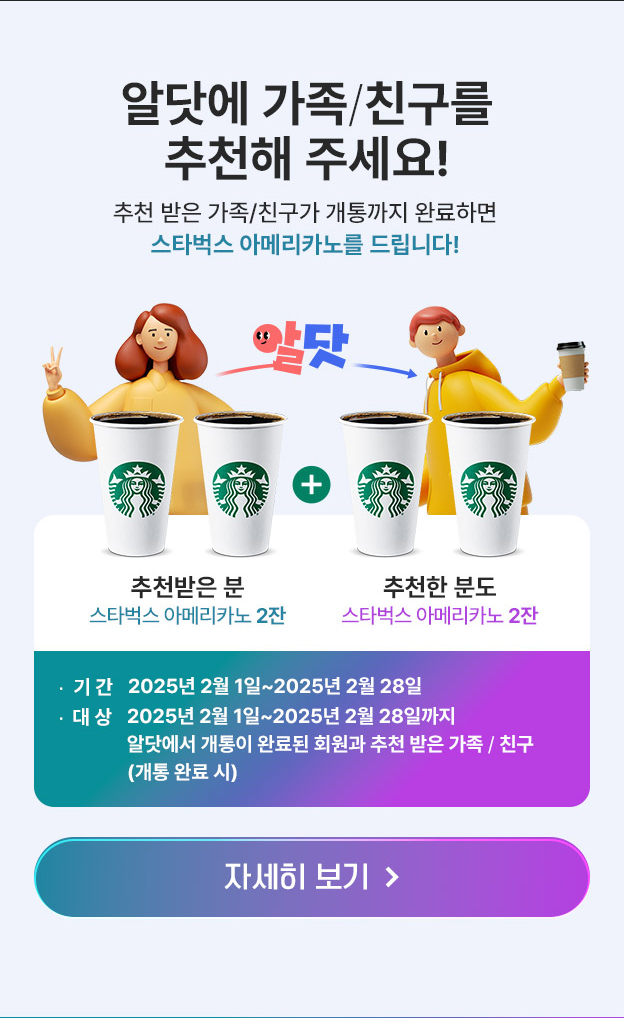 알닷에 가족/친구를
추천해 주세요!
추천 받은 가족/친구가 개통까지 완료하면
스타벅스 아메리카노를 드립니다!
알닷
추천받은 분
스타벅스 아메리카노 2잔
추천한 분도
스타벅스 아메리카노 2잔
· 기 간 2025년 2월 1일~2025년 2월 28일
· 대 상 2025년 2월 1일~2025년 2월 28일까지
알닷에서 개통이 완료된 회원과 추천 받은 가족 / 친구
(개통 완료 시)
자세히 보기 >